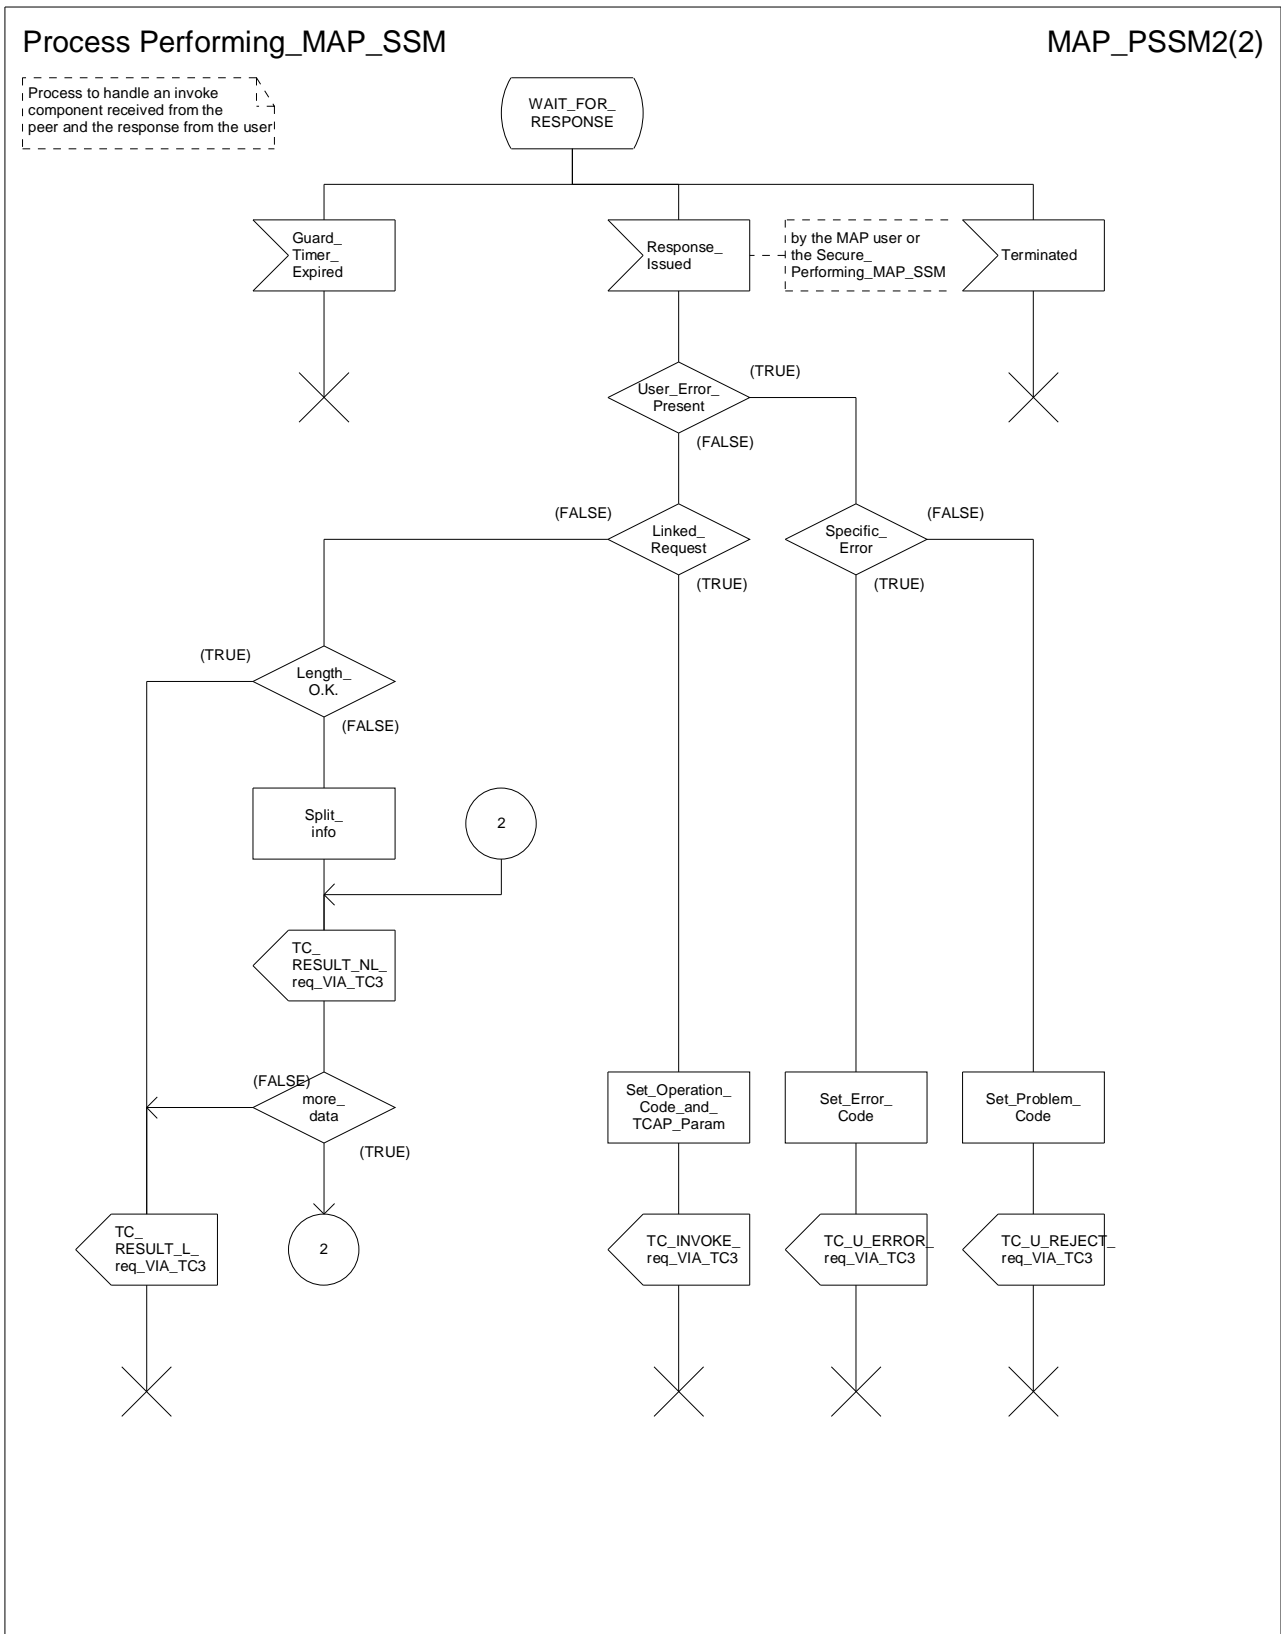 Process Performing_MAP_SSM
MAP_PSSM2(2)
Process to handle an invoke
component received from the
peer and the response from the user
WAIT_FOR_
RESPONSE
Guard_
Timer_
Expired
Response_
Issued
by the MAP user or
the Secure_
Performing_MAP_SSM
Terminated
User_Error_
Present
(TRUE)
(FALSE)
(FALSE)
Linked_
Request
(TRUE)
Specific_
Error
(FALSE)
(TRUE)
(TRUE)
Length_
O.K.
(FALSE)
Split_
info
2
TC_
RESULT_NL_
req_VIA_TC3
(FALSE)
more_
data
(TRUE)
Set_Operation_
Code_and_
TCAP_Param
Set_Error_
Code
Set_Problem_
Code
TC_
RESULT_L_
req_VIA_TC3
2
TC_INVOKE_
req_VIA_TC3
TC_U_ERROR_
req_VIA_TC3
TC_U_REJECT_
req_VIA_TC3